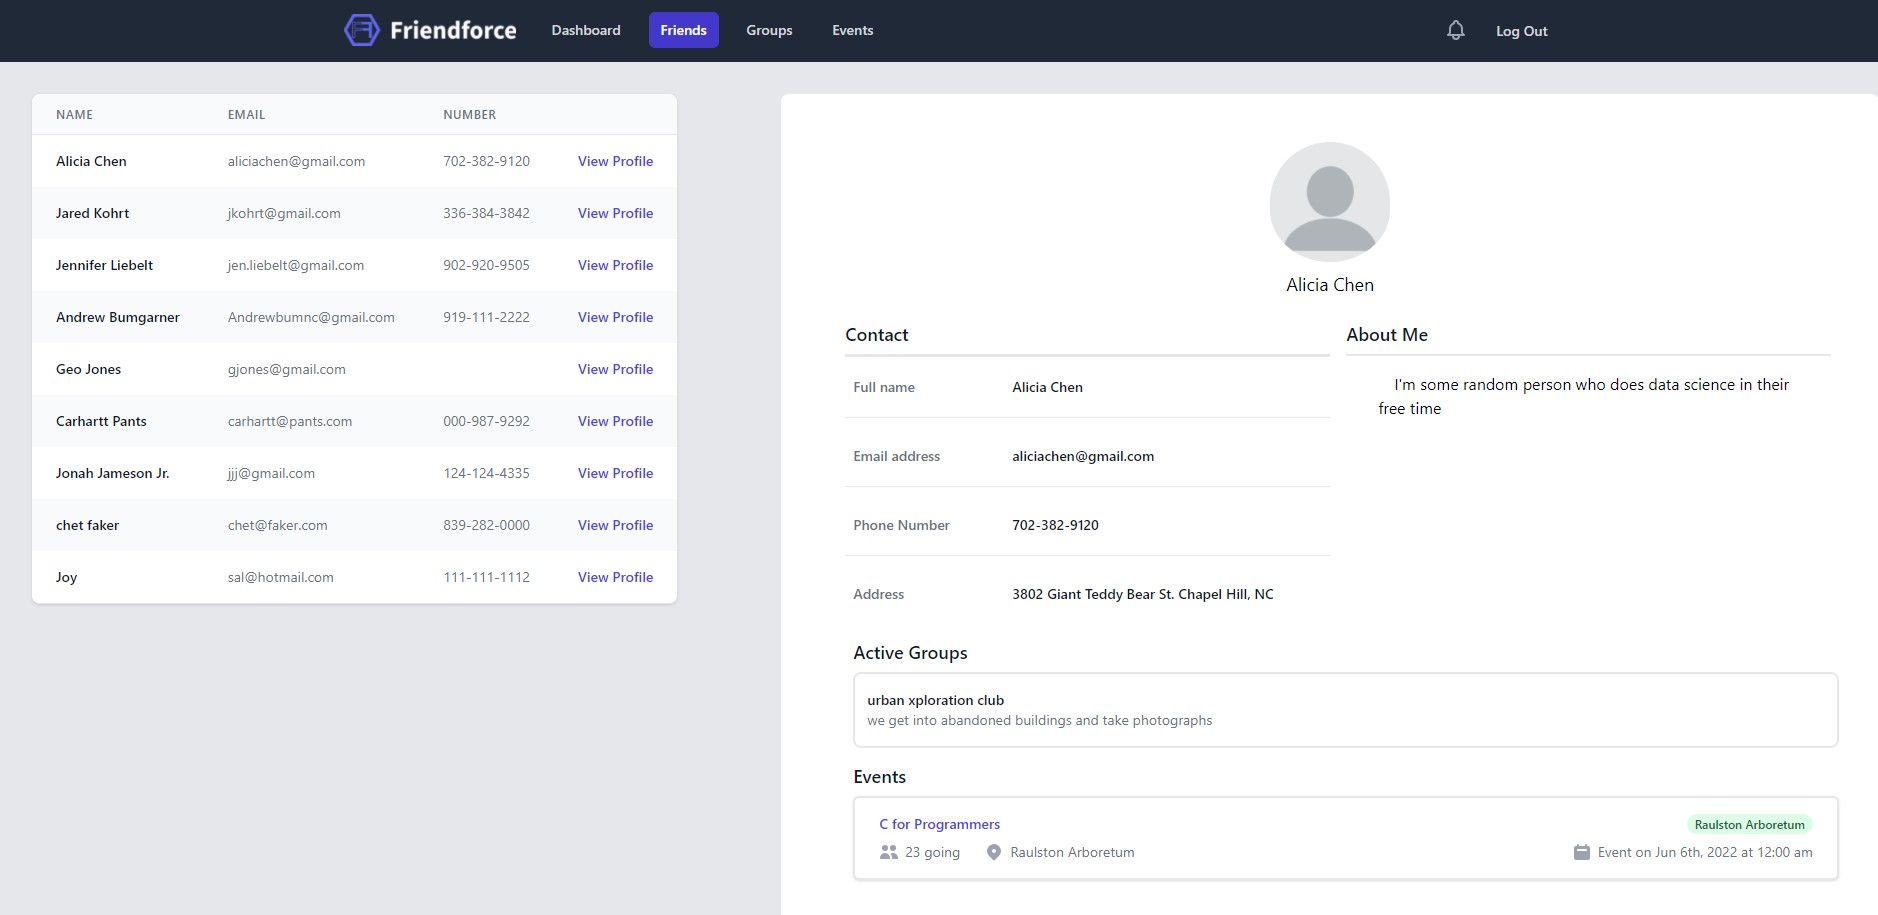 Friendforce Dashboard Friends Groups Events Log Out
NAME EMAIL NUMBER
Alicia Chen aliciachen@gmail.com 702-382-9120 View Profile
Jared Kohrt jkohrt@gmail.com 336-384-3842 View Profile
Jennifer Liebelt jen.liebelt@gmail.com 902-920-9505 View Profile
Andrew Bumgarner Andrewbumnc@gmail.com 919-111-2222 View Profile
Geo Jones gjones@gmail.com View Profile
Carhartt Pants carhartt@pants.com 000-987-9292 View Profile
Jonah Jameson Jr. jjj@gmail.com 124-124-4335 View Profile
chet faker chet@faker.com 839-282-0000 View Profile
Joy sal@hotmail.com 111-111-1112 View Profile
Alicia Chen
Contact
Full name Alicia Chen
Email address aliciachen@gmail.com
Phone Number 702-382-9120
Address 3802 Giant Teddy Bear St. Chapel Hill, NC
About Me
I'm some random person who does data science in their
free time
Active Groups
urban xploration club
we get into abandoned buildings and take photographs
Events
C for Programmers Raulston Arboretum
23 going Raulston Arboretum Event on Jun 6th, 2022 at 12:00 am